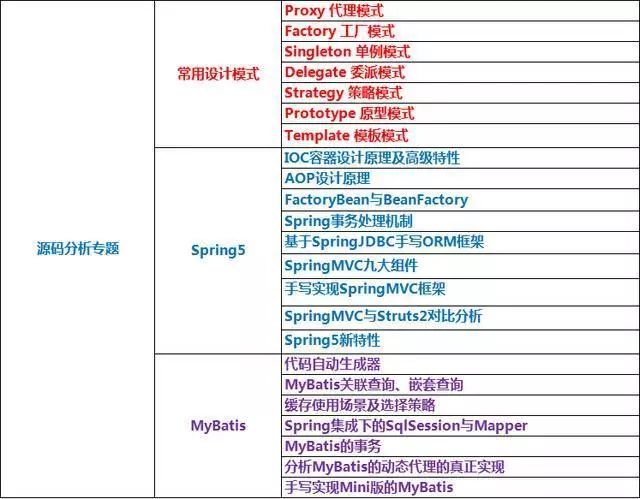 源码分析专题
常用设计模式
Proxy 代理模式
Factory 工厂模式
Singleton 单例模式
Delegate 委派模式
Strategy 策略模式
Prototype 原型模式
Template 模板模式
Spring5
IOC容器设计原理及高级特性
AOP设计原理
FactoryBean与BeanFactory
Spring事务处理机制
基于SpringJDBC手写ORM框架
SpringMVC九大组件
手写实现SpringMVC框架
SpringMVC与Struts2对比分析
Spring5新特性
MyBatis
代码自动生成器
MyBatis关联查询、嵌套查询
缓存使用场景及选择策略
Spring集成下的SqlSession与Mapper
MyBatis的事务
分析MyBatis的动态代理的真正实现
手写实现Mini版的MyBatis